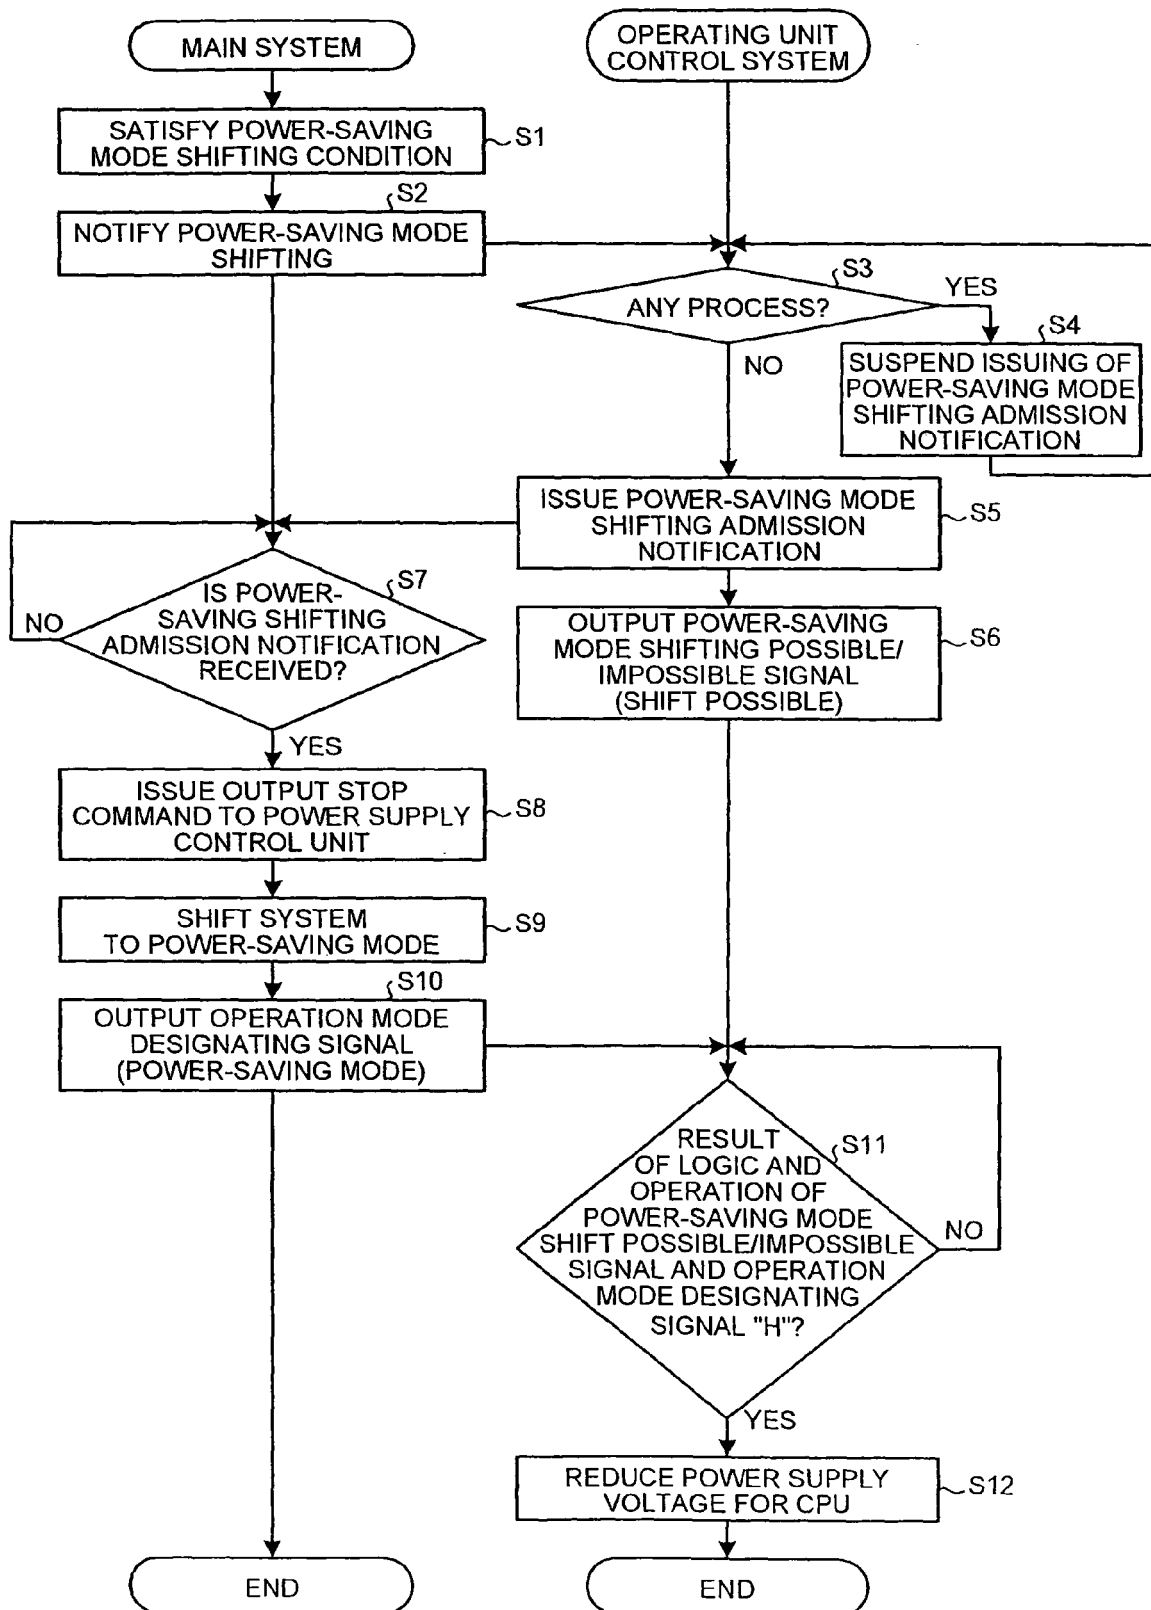 MAIN SYSTEM
OPERATING UNIT
CONTROL SYSTEM
SATISFY POWER-SAVING
MODE SHIFTING CONDITION
S1
S2
NOTIFY POWER-SAVING MODE
SHIFTING
S3
ANY PROCESS?
YES
NO
S4
SUSPEND ISSUING OF
POWER-SAVING MODE
SHIFTING ADMISSION
NOTIFICATION
ISSUE POWER-SAVING MODE
SHIFTING ADMISSION
NOTIFICATION
S5
S7
IS POWER-
SAVING SHIFTING
ADMISSION NOTIFICATION
RECEIVED?
NO
YES
OUTPUT POWER-SAVING
MODE SHIFTING POSSIBLE/
IMPOSSIBLE SIGNAL
(SHIFT POSSIBLE)
S6
ISSUE OUTPUT STOP
COMMAND TO POWER SUPPLY
CONTROL UNIT
S8
SHIFT SYSTEM
TO POWER-SAVING MODE
S9
S10
OUTPUT OPERATION MODE
DESIGNATING SIGNAL
(POWER-SAVING MODE)
RESULT
OF LOGIC AND
OPERATION OF
POWER-SAVING MODE
SHIFT POSSIBLE/IMPOSSIBLE
SIGNAL AND OPERATION
MODE DESIGNATING
SIGNAL "H"?
S11
NO
YES
REDUCE POWER SUPPLY
VOLTAGE FOR CPU
S12
END
END